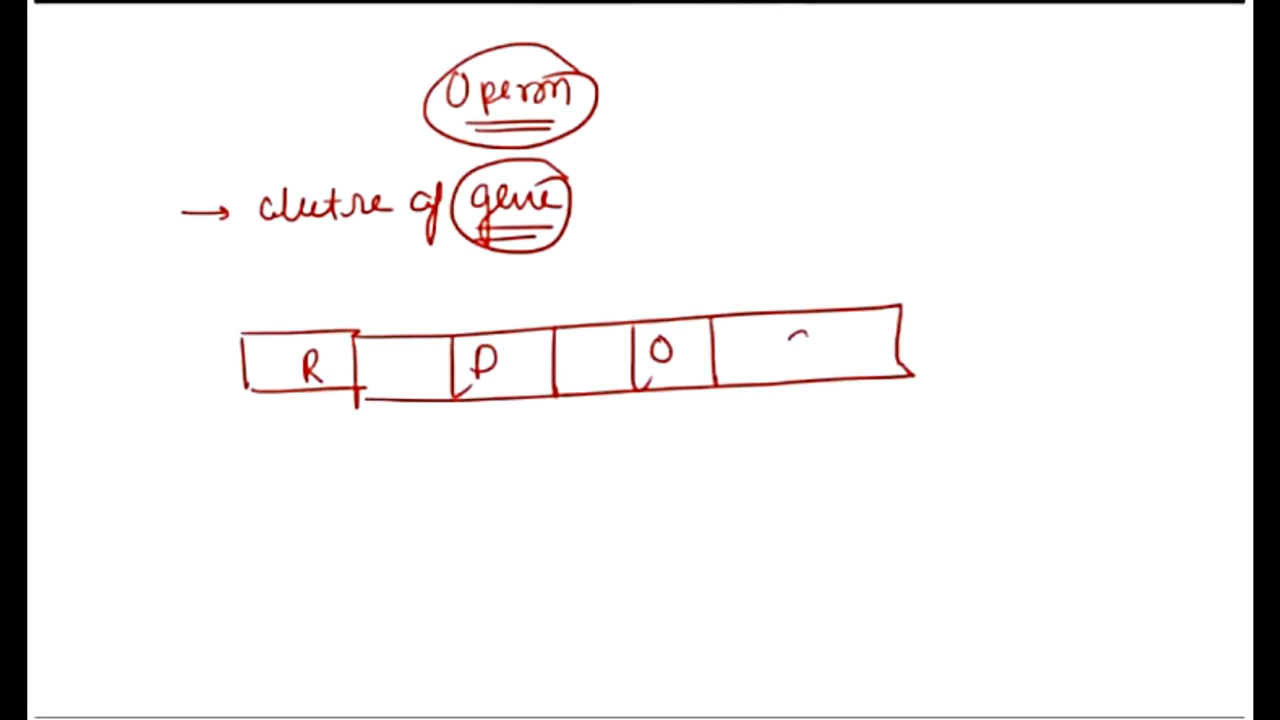 Operon
→ clutre of gene
R P O